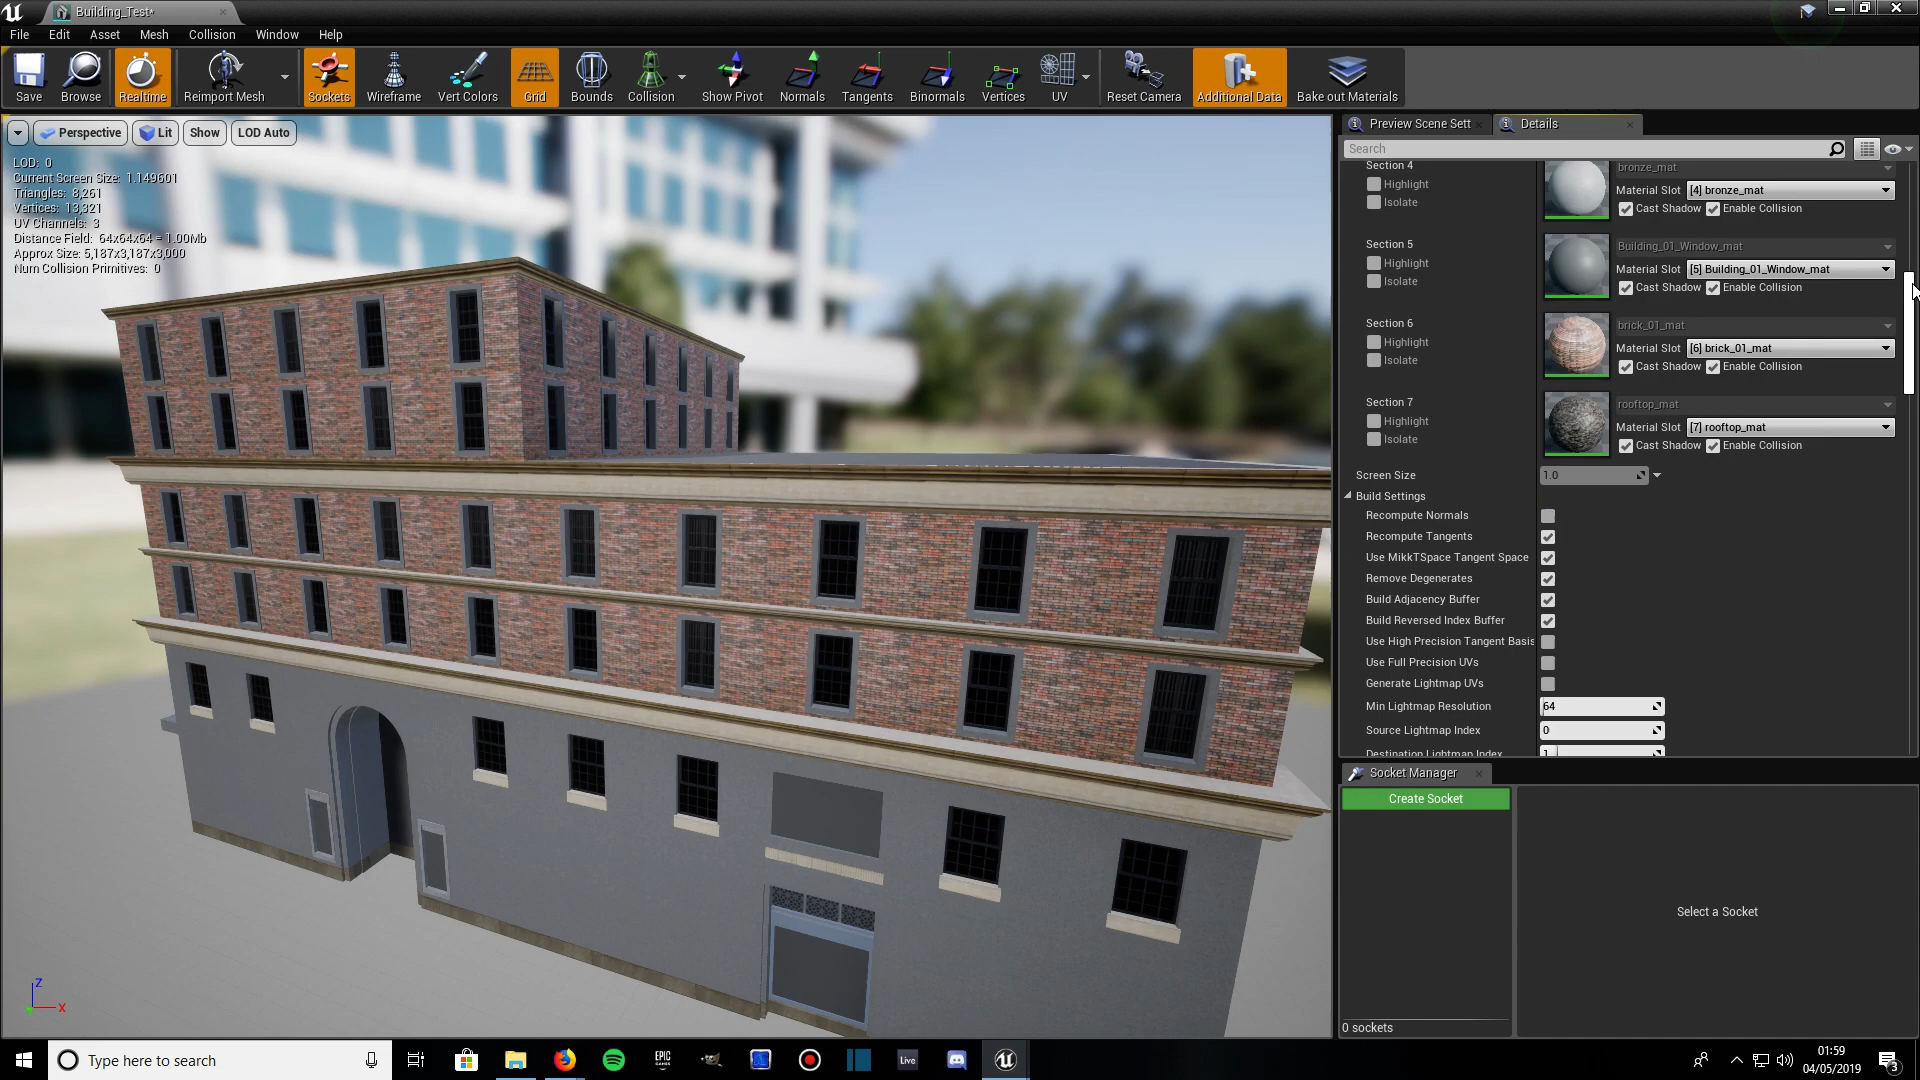 Building_Test*
File Edit Asset Mesh Collision Window Help
Save Browse Realtime Reimport Mesh Sockets Wireframe Vert Colors Grid Bounds Collision Show Pivot Normals Tangents Binormals Vertices UV Reset Camera Additional Data Bake out Materials
Perspective Lit Show LOD Auto
LOD: 0
Current Screen Size: 1.149601
Triangles: 8,261
Vertices: 13,321
UV Channels: 3
Distance Field: 64x64x64 = 1.00Mb
Approx Size: 5,187x3,187x3,000
Num Collision Primitives: 0
Z
X
Preview Scene Sett
Details
Search
Section 4
bronze_mat
Highlight
Material Slot [4] bronze_mat
Isolate
Cast Shadow Enable Collision
Section 5
Building_01_Window_mat
Highlight
Material Slot [5] Building_01_Window_mat
Isolate
Cast Shadow Enable Collision
Section 6
brick_01_mat
Highlight
Material Slot [6] brick_01_mat
Isolate
Cast Shadow Enable Collision
Section 7
rooftop_mat
Highlight
Material Slot [7] rooftop_mat
Isolate
Cast Shadow Enable Collision
Screen Size 1.0
Build Settings
Recompute Normals
Recompute Tangents
Use MikkTSpace Tangent Space
Remove Degenerates
Build Adjacency Buffer
Build Reversed Index Buffer
Use High Precision Tangent Basis
Use Full Precision UVs
Generate Lightmap UVs
Min Lightmap Resolution 64
Source Lightmap Index 0
Destination Lightmap Index 1
Socket Manager
Create Socket
Select a Socket
0 sockets
Type here to search
EPIC GAMES
Live
01:59
04/05/2019
3